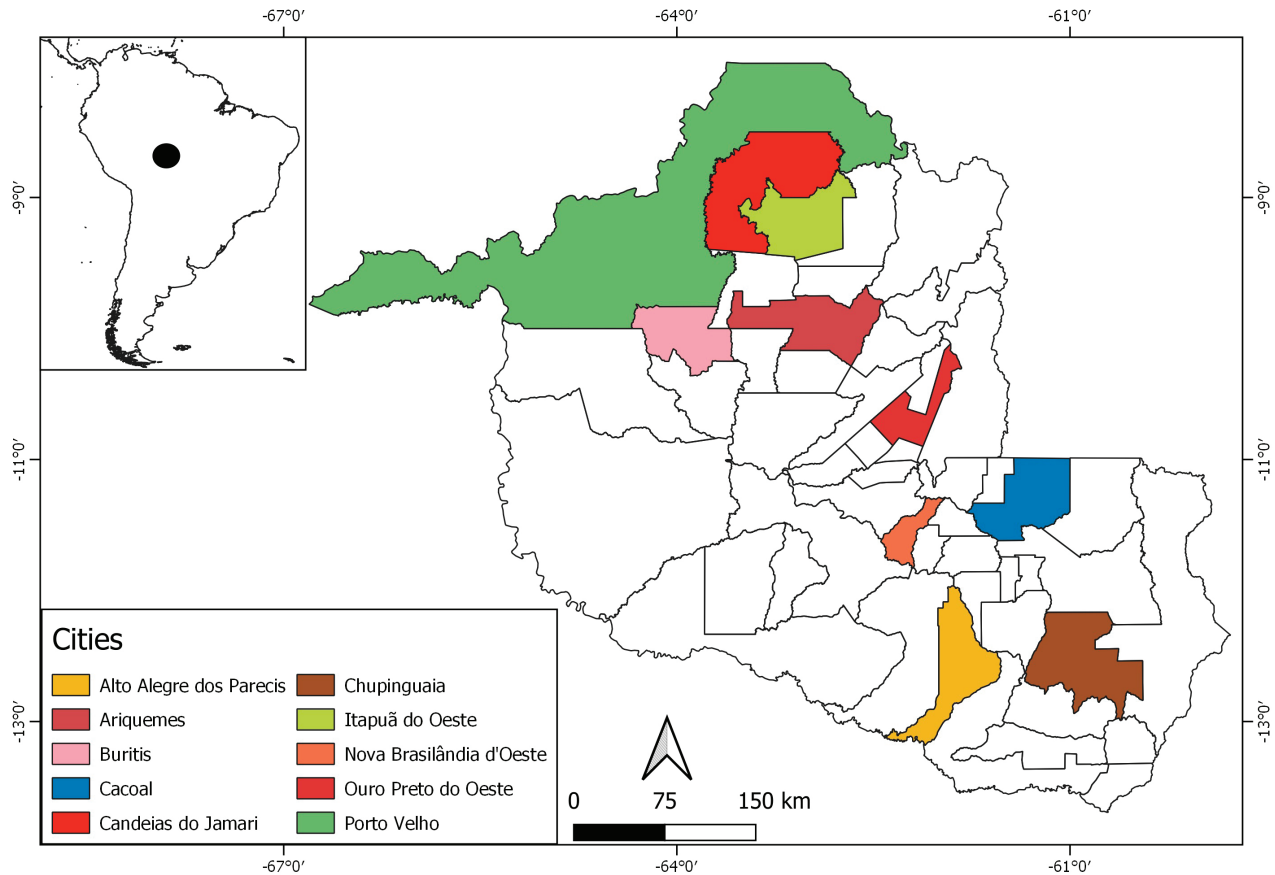 -67°0′ -64°0′ -61°0′
-9°0′ -9°0′
-11°0′ -11°0′
-13°0′ -13°0′
Cities
Alto Alegre dos Parecis Chupinguaia
Ariquemes Itapuã do Oeste
Buritis Nova Brasilândia d'Oeste
Cacoal Ouro Preto do Oeste
Candeias do Jamari Porto Velho
0 75 150 km
-67°0′ -64°0′ -61°0′